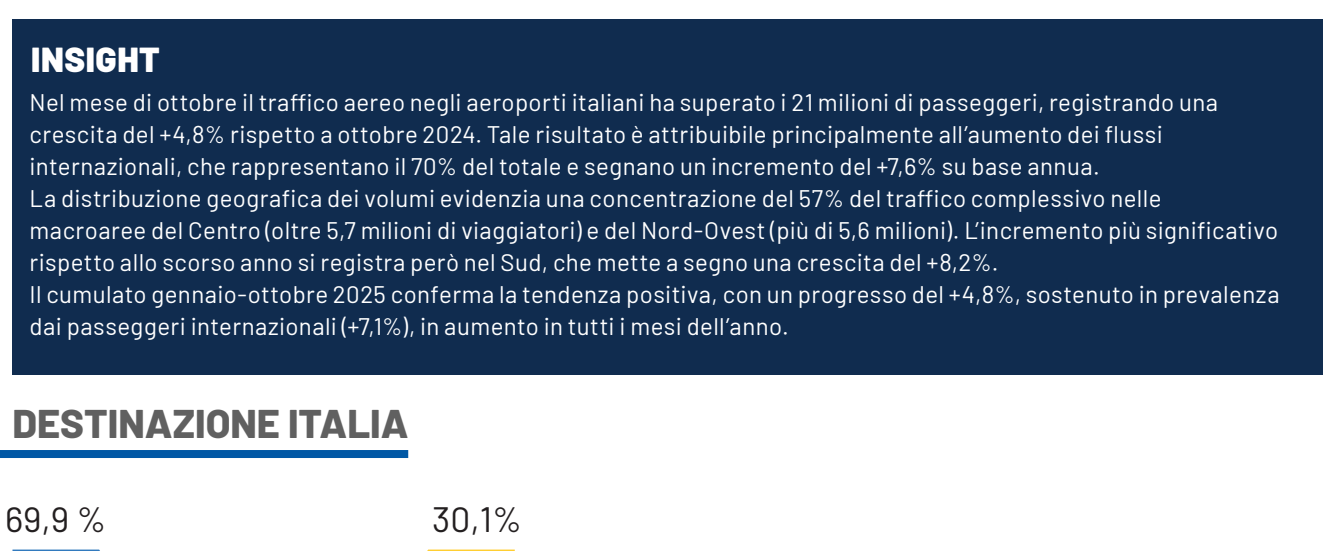 INSIGHT
Nel mese di ottobre il traffico aereo negli aeroporti italiani ha superato i 21 milioni di passeggeri, registrando una
crescita del +4,8% rispetto a ottobre 2024. Tale risultato è attribuibile principalmente all'aumento dei flussi
internazionali, che rappresentano il 70% del totale e segnano un incremento del +7,6% su base annua.
La distribuzione geografica dei volumi evidenzia una concentrazione del 57% del traffico complessivo nelle
macroaree del Centro (oltre 5,7 milioni di viaggiatori) e del Nord-Ovest (più di 5,6 milioni). L'incremento più significativo
rispetto allo scorso anno si registra però nel Sud, che mette a segno una crescita del +8,2%.
Il cumulato gennaio-ottobre 2025 conferma la tendenza positiva, con un progresso del +4,8%, sostenuto in prevalenza
dai passeggeri internazionali (+7,1%), in aumento in tutti i mesi dell'anno.
DESTINAZIONE ITALIA
69,9 % 30,1%